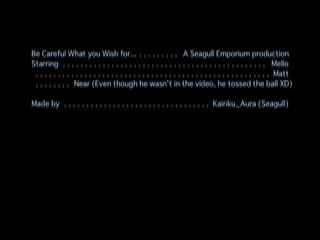 Be Careful What you Wish for... . . . . . . . . . A Seagull Emporium production
Starring . . . . . . . . . . . . . . . . . . . . . . . . . . . . . . . . . . . . . . . . . . Mello
. . . . . . . . . . . . . . . . . . . . . . . . . . . . . . . . . . . . . . . . . . . . . . . . Matt
. . . . . . . . Near (Even though he wasn't in the video, he tossed the ball XD)
Made by . . . . . . . . . . . . . . . . . . . . . . . . . . . . . . Kairiku_Aura (Seagull)